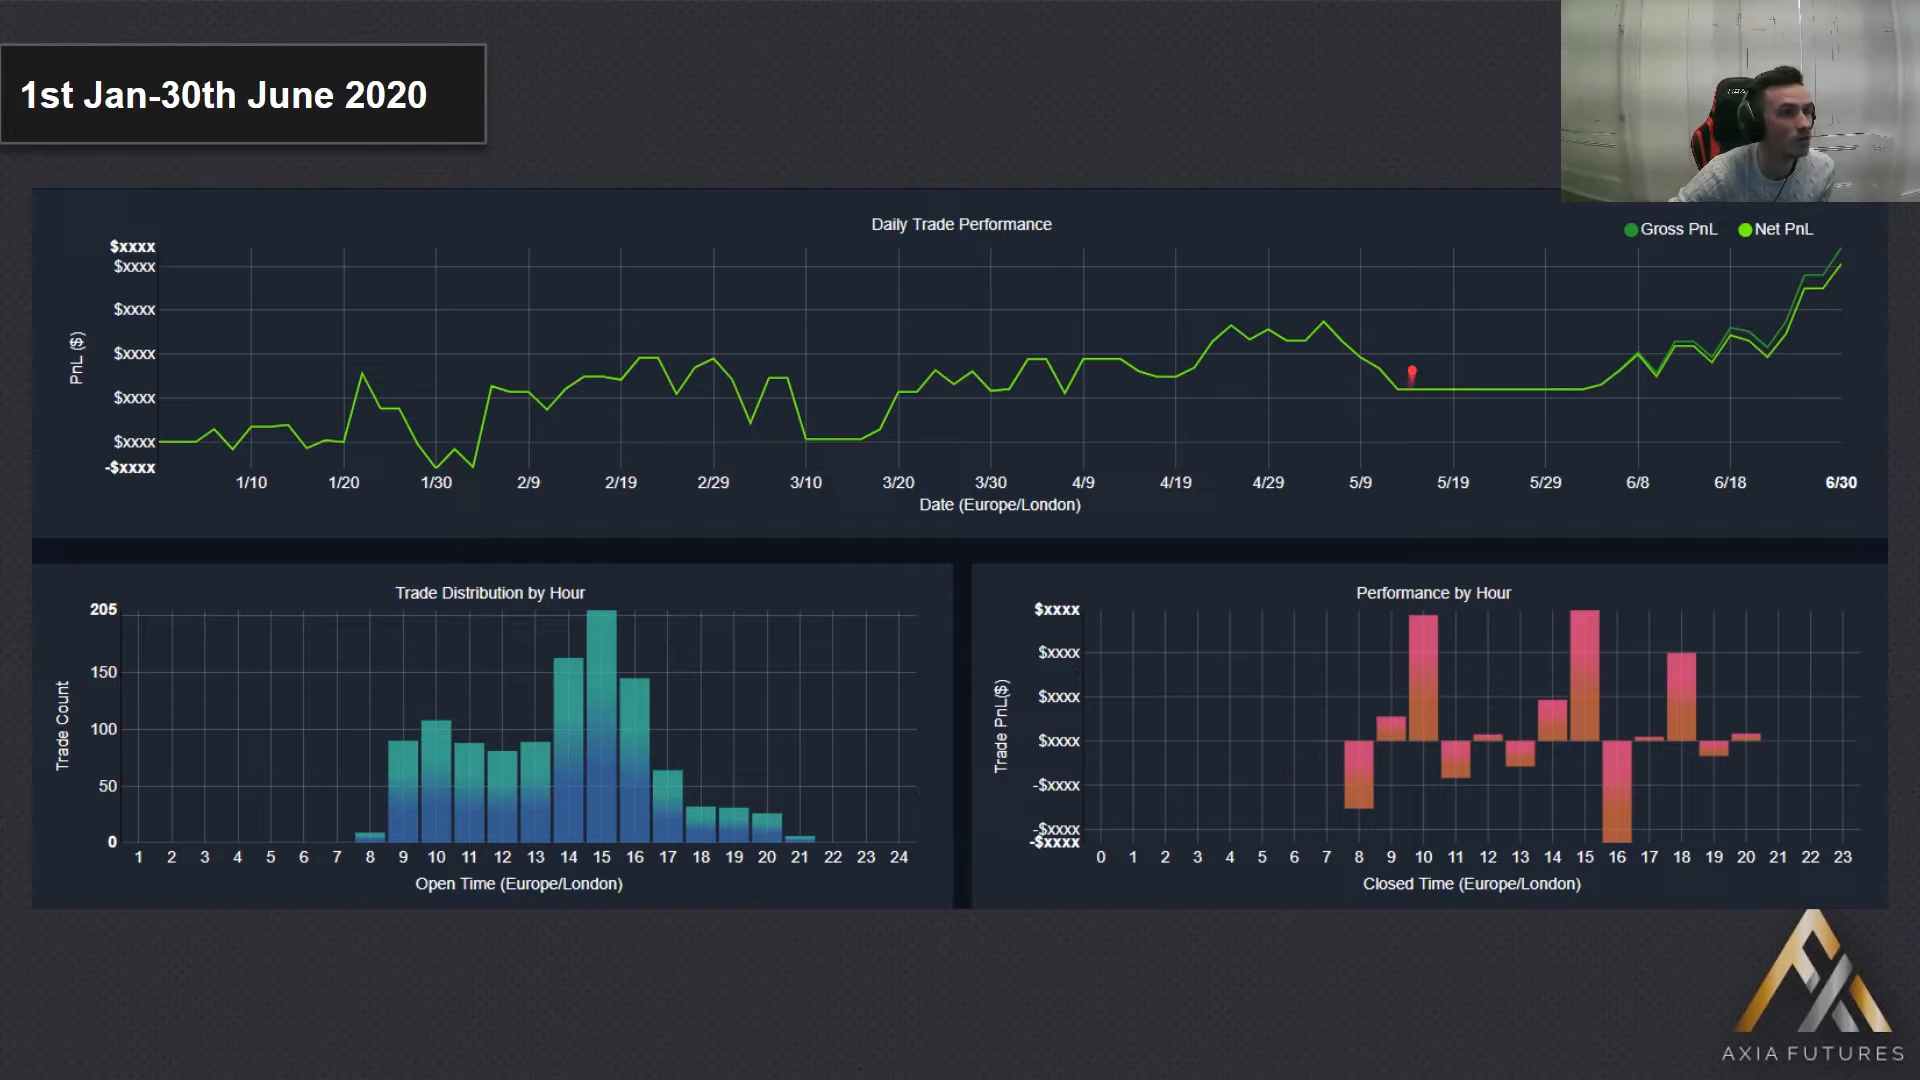 1st Jan-30th June 2020
Daily Trade Performance
Gross PnL Net PnL
PnL ($)
$xxxx
$xxxx
$xxxx
$xxxx
$xxxx
$xxxx
-$xxxx
1/10 1/20 1/30 2/9 2/19 2/29 3/10 3/20 3/30 4/9 4/19 4/29 5/9 5/19 5/29 6/8 6/18 6/30
Date (Europe/London)
Trade Distribution by Hour
Trade Count
205
150
100
50
0
1 2 3 4 5 6 7 8 9 10 11 12 13 14 15 16 17 18 19 20 21 22 23 24
Open Time (Europe/London)
Performance by Hour
Trade PnL($)
$xxxx
$xxxx
$xxxx
$xxxx
-$xxxx
-$xxxx
-$xxxx
0 1 2 3 4 5 6 7 8 9 10 11 12 13 14 15 16 17 18 19 20 21 22 23
Closed Time (Europe/London)
AXIA FUTURES